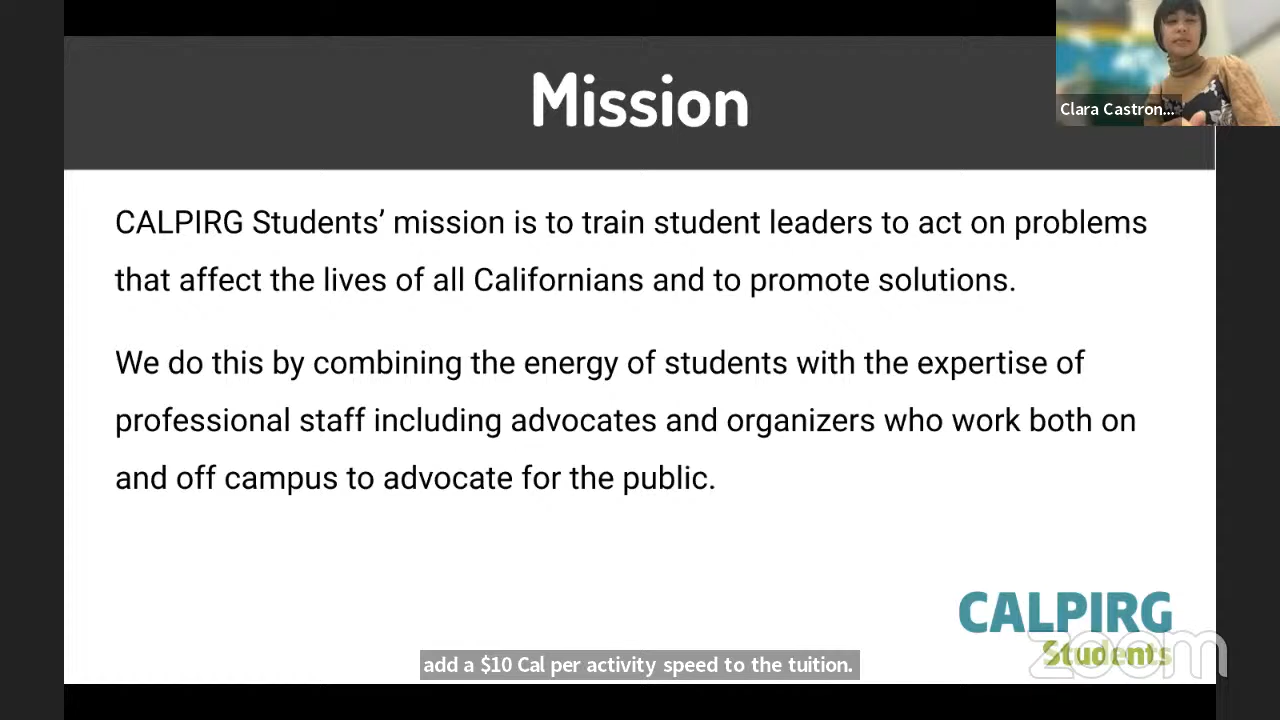 Mission
Clara Castron...
CALPIRG Students’ mission is to train student leaders to act on problems
that affect the lives of all Californians and to promote solutions.
We do this by combining the energy of students with the expertise of
professional staff including advocates and organizers who work both on
and off campus to advocate for the public.
CALPIRG
Students
zoom
add a $10 Cal per activity speed to the tuition.